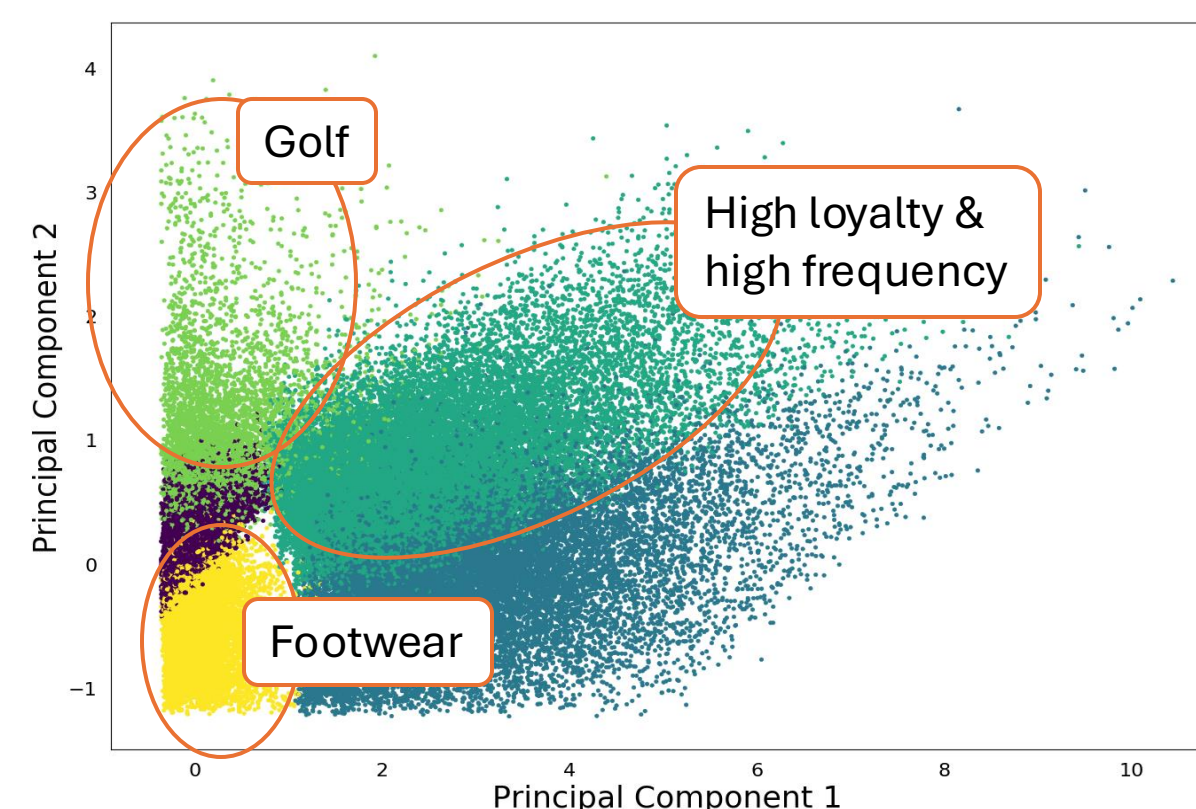 4
3
2
1
0
−1
Principal Component 2
Golf
High loyalty &
high frequency
Footwear
0 2 4 6 8 10
Principal Component 1